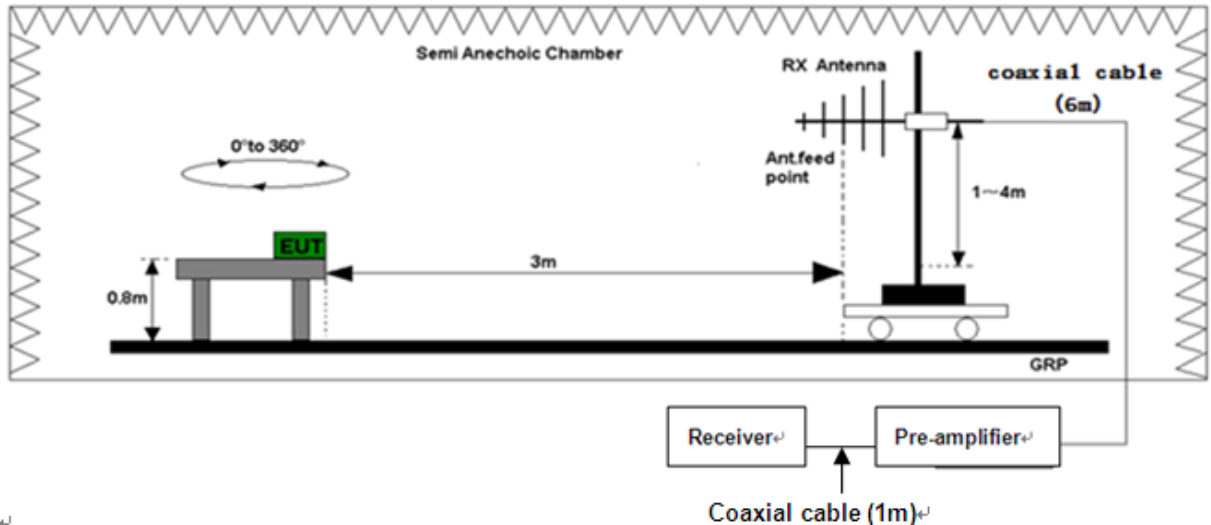 Semi Anechoic Chamber
RX Antenna
coaxial cable
(6m)
0°to 360°
Ant.feed
point
1～4m
EUT
3m
0.8m
GRP
Receiver↵
Pre-amplifier↵
Coaxial cable (1m)↵
↵